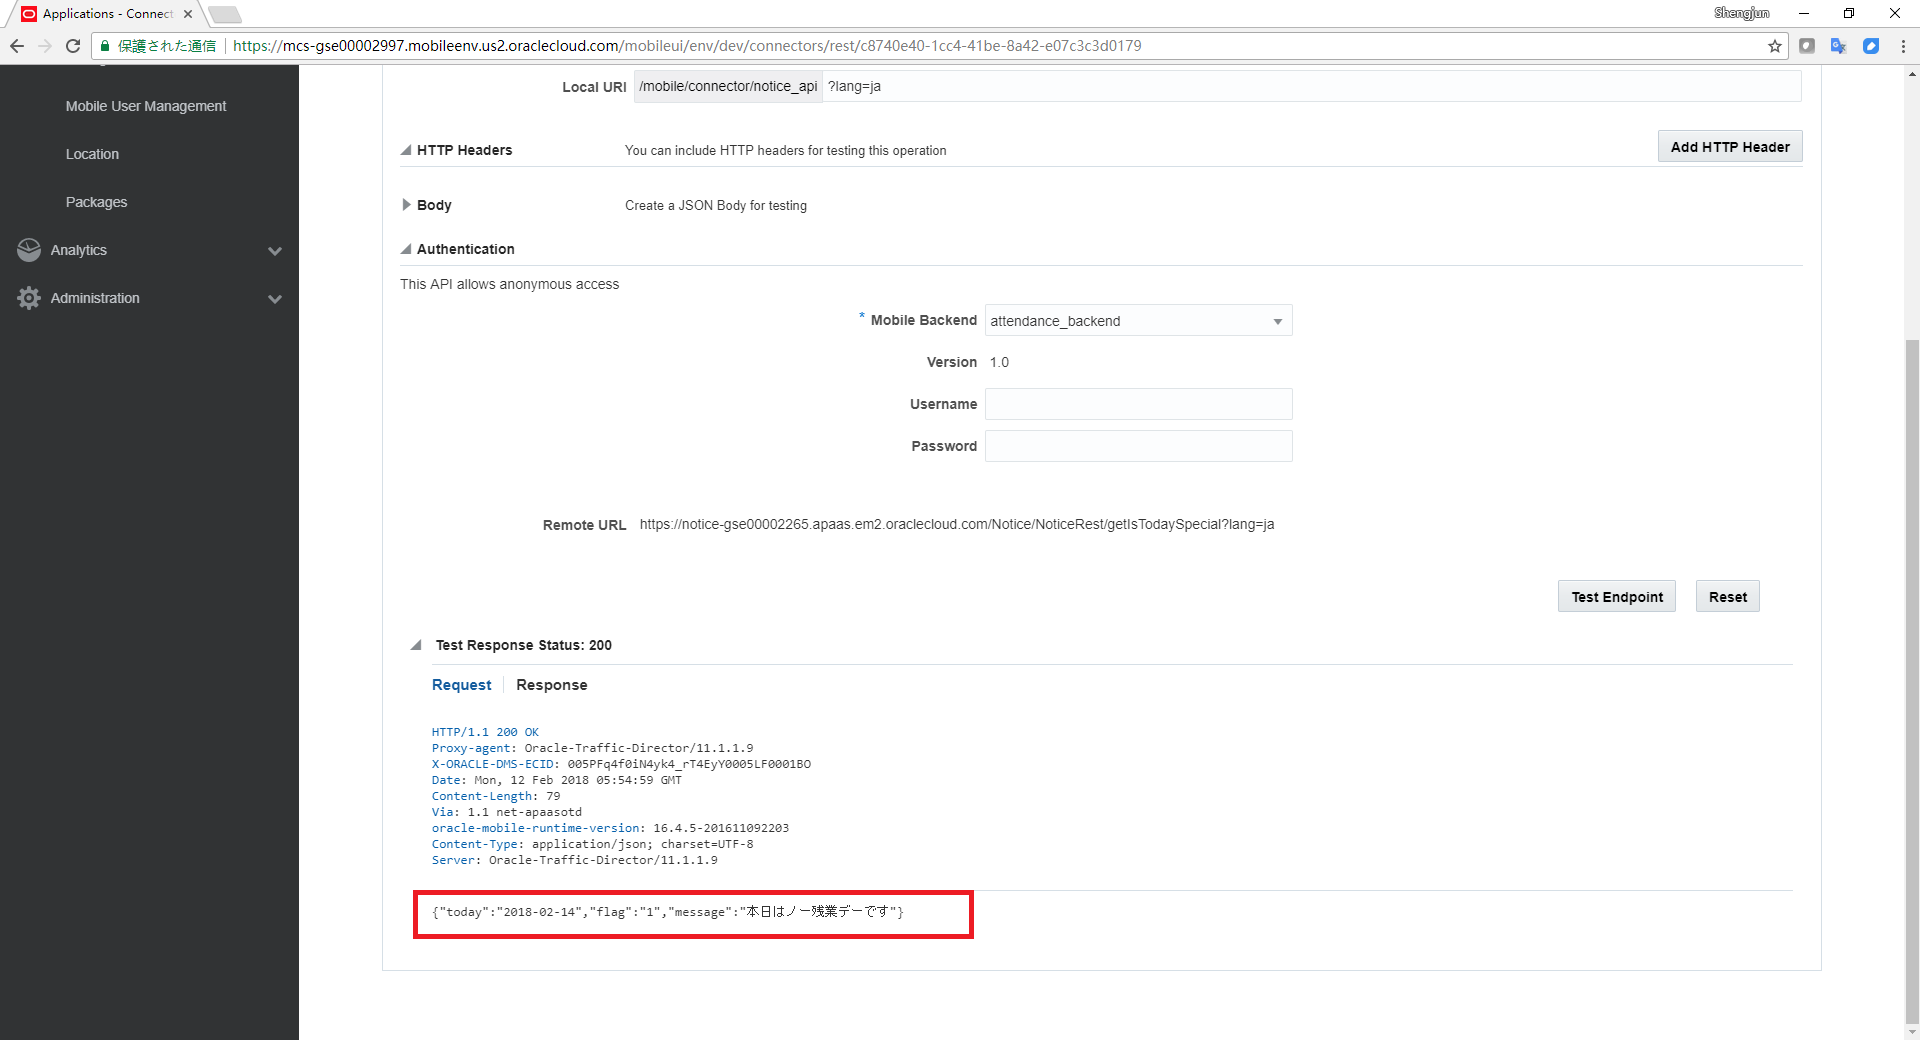 Applications - Connect
Shengjun
保護された通信 https://mcs-gse00002997.mobileenv.us2.oraclecloud.com/mobileui/env/dev/connectors/rest/c8740e40-1cc4-41be-8a42-e07c3c3d0179
Mobile User Management
Location
Packages
Analytics
Administration
Local URI /mobile/connector/notice_api ?lang=ja
HTTP Headers You can include HTTP headers for testing this operation Add HTTP Header
Body Create a JSON Body for testing
Authentication
This API allows anonymous access
* Mobile Backend attendance_backend
Version 1.0
Username
Password
Remote URL https://notice-gse00002265.apaas.em2.oraclecloud.com/Notice/NoticeRest/getIsTodaySpecial?lang=ja
Test Endpoint Reset
Test Response Status: 200
Request Response
HTTP/1.1 200 OK
Proxy-agent: Oracle-Traffic-Director/11.1.1.9
X-ORACLE-DMS-ECID: 005PFq4f0iN4yk4_rT4EyY0005LF0001BO
Date: Mon, 12 Feb 2018 05:54:59 GMT
Content-Length: 79
Via: 1.1 net-apaasotd
oracle-mobile-runtime-version: 16.4.5-201611092203
Content-Type: application/json; charset=UTF-8
Server: Oracle-Traffic-Director/11.1.1.9
{"today":"2018-02-14","flag":"1","message":"本日はノー残業デーです"}